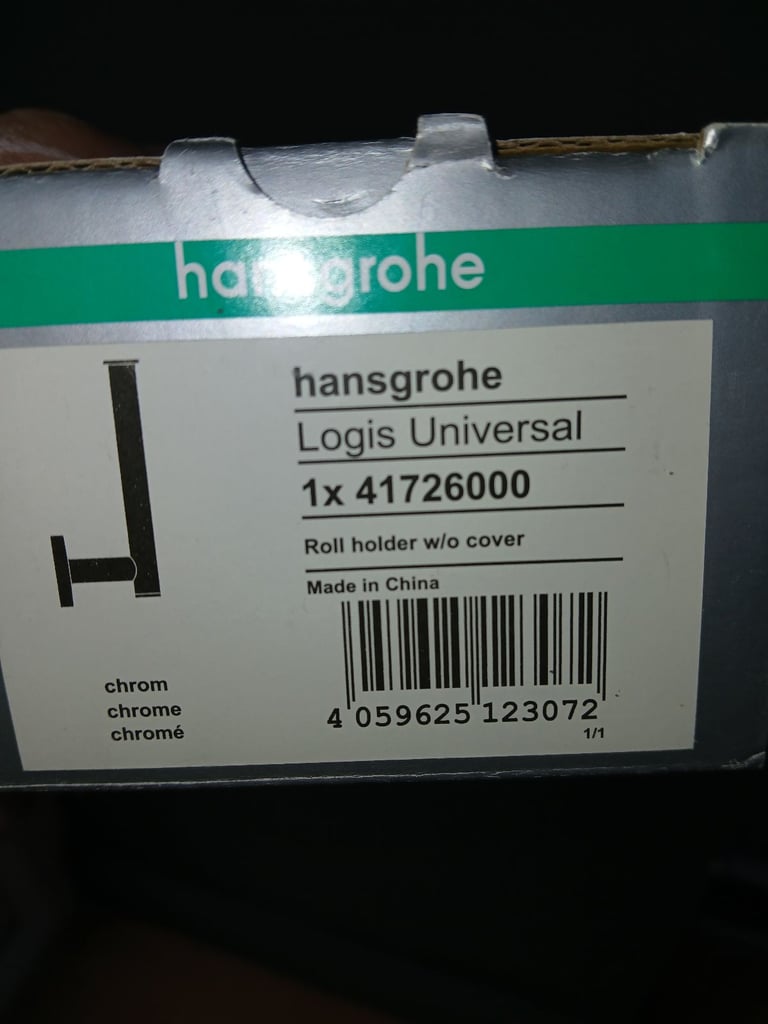 hansgrohe
hansgrohe
Logis Universal
1x 41726000
Roll holder w/o cover
Made in China
chrom
chrome
chromé
4 059625 123072
1/1